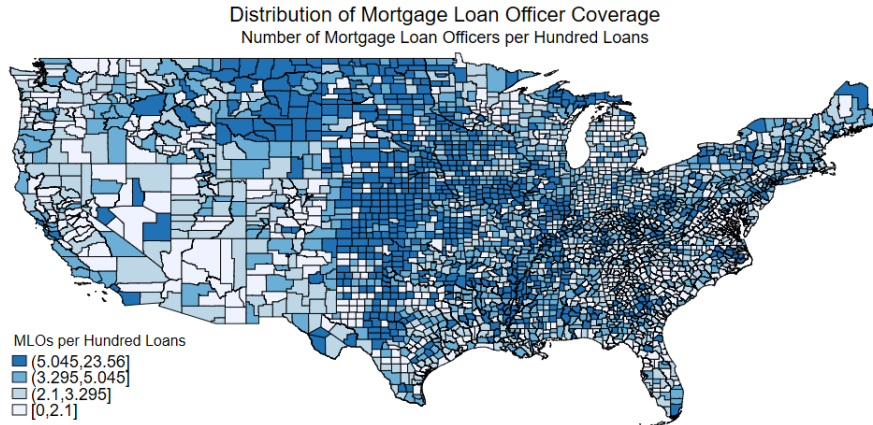 Distribution of Mortgage Loan Officer Coverage
Number of Mortgage Loan Officers per Hundred Loans
MLOs per Hundred Loans
(5.045,23.56]
(3.295,5.045]
(2.1,3.295]
[0,2.1]